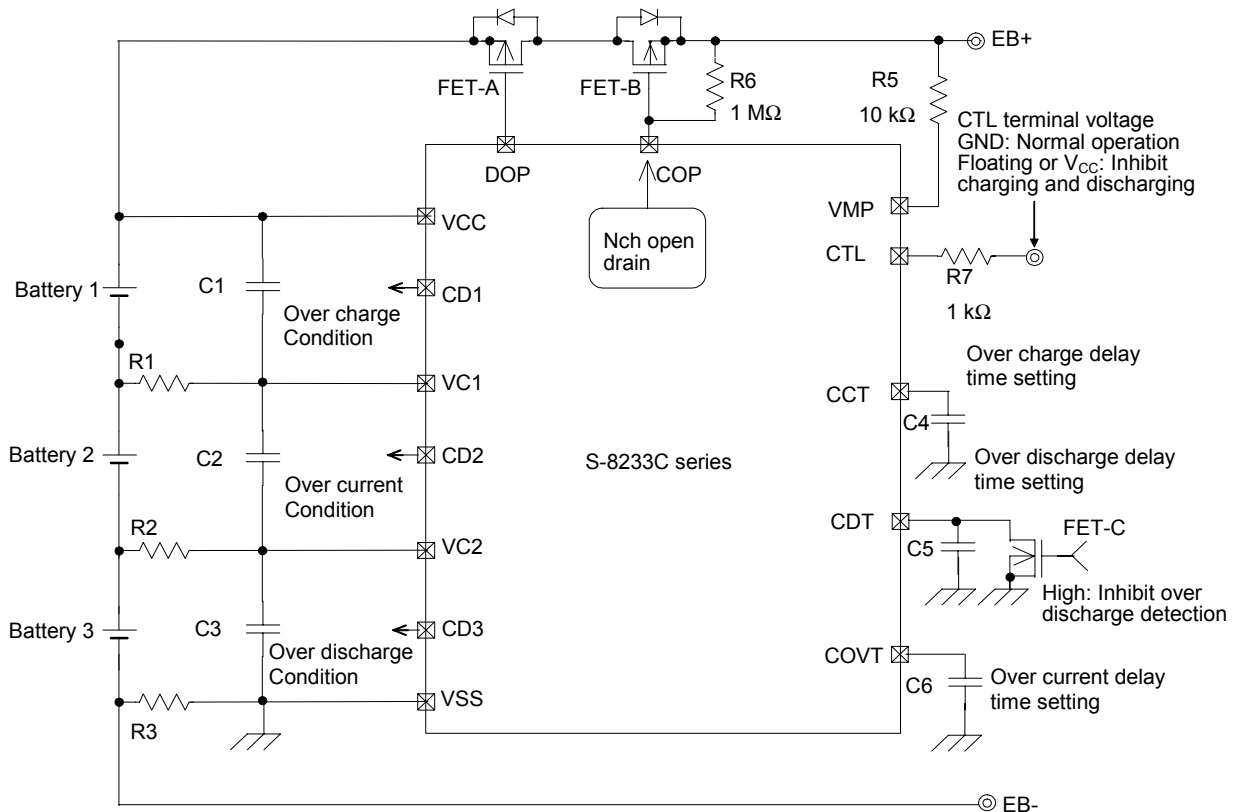 EB+
FET-A
FET-B
R6
1 MΩ
R5
10 kΩ
CTL terminal voltage
GND: Normal operation
Floating or VCC: Inhibit
charging and discharging
DOP
COP
VMP
VCC
Nch open
drain
CTL
R7
1 kΩ
Battery 1
C1
CD1
Over charge
Condition
R1
VC1
Over charge delay
time setting
CCT
C4
Battery 2
C2
CD2
S-8233C series
Over current
Condition
Over discharge delay
time setting
R2
VC2
CDT
C5
FET-C
High: Inhibit over
discharge detection
Battery 3
C3
CD3
Over discharge
Condition
COVT
C6
Over current delay
time setting
R3
VSS
EB-